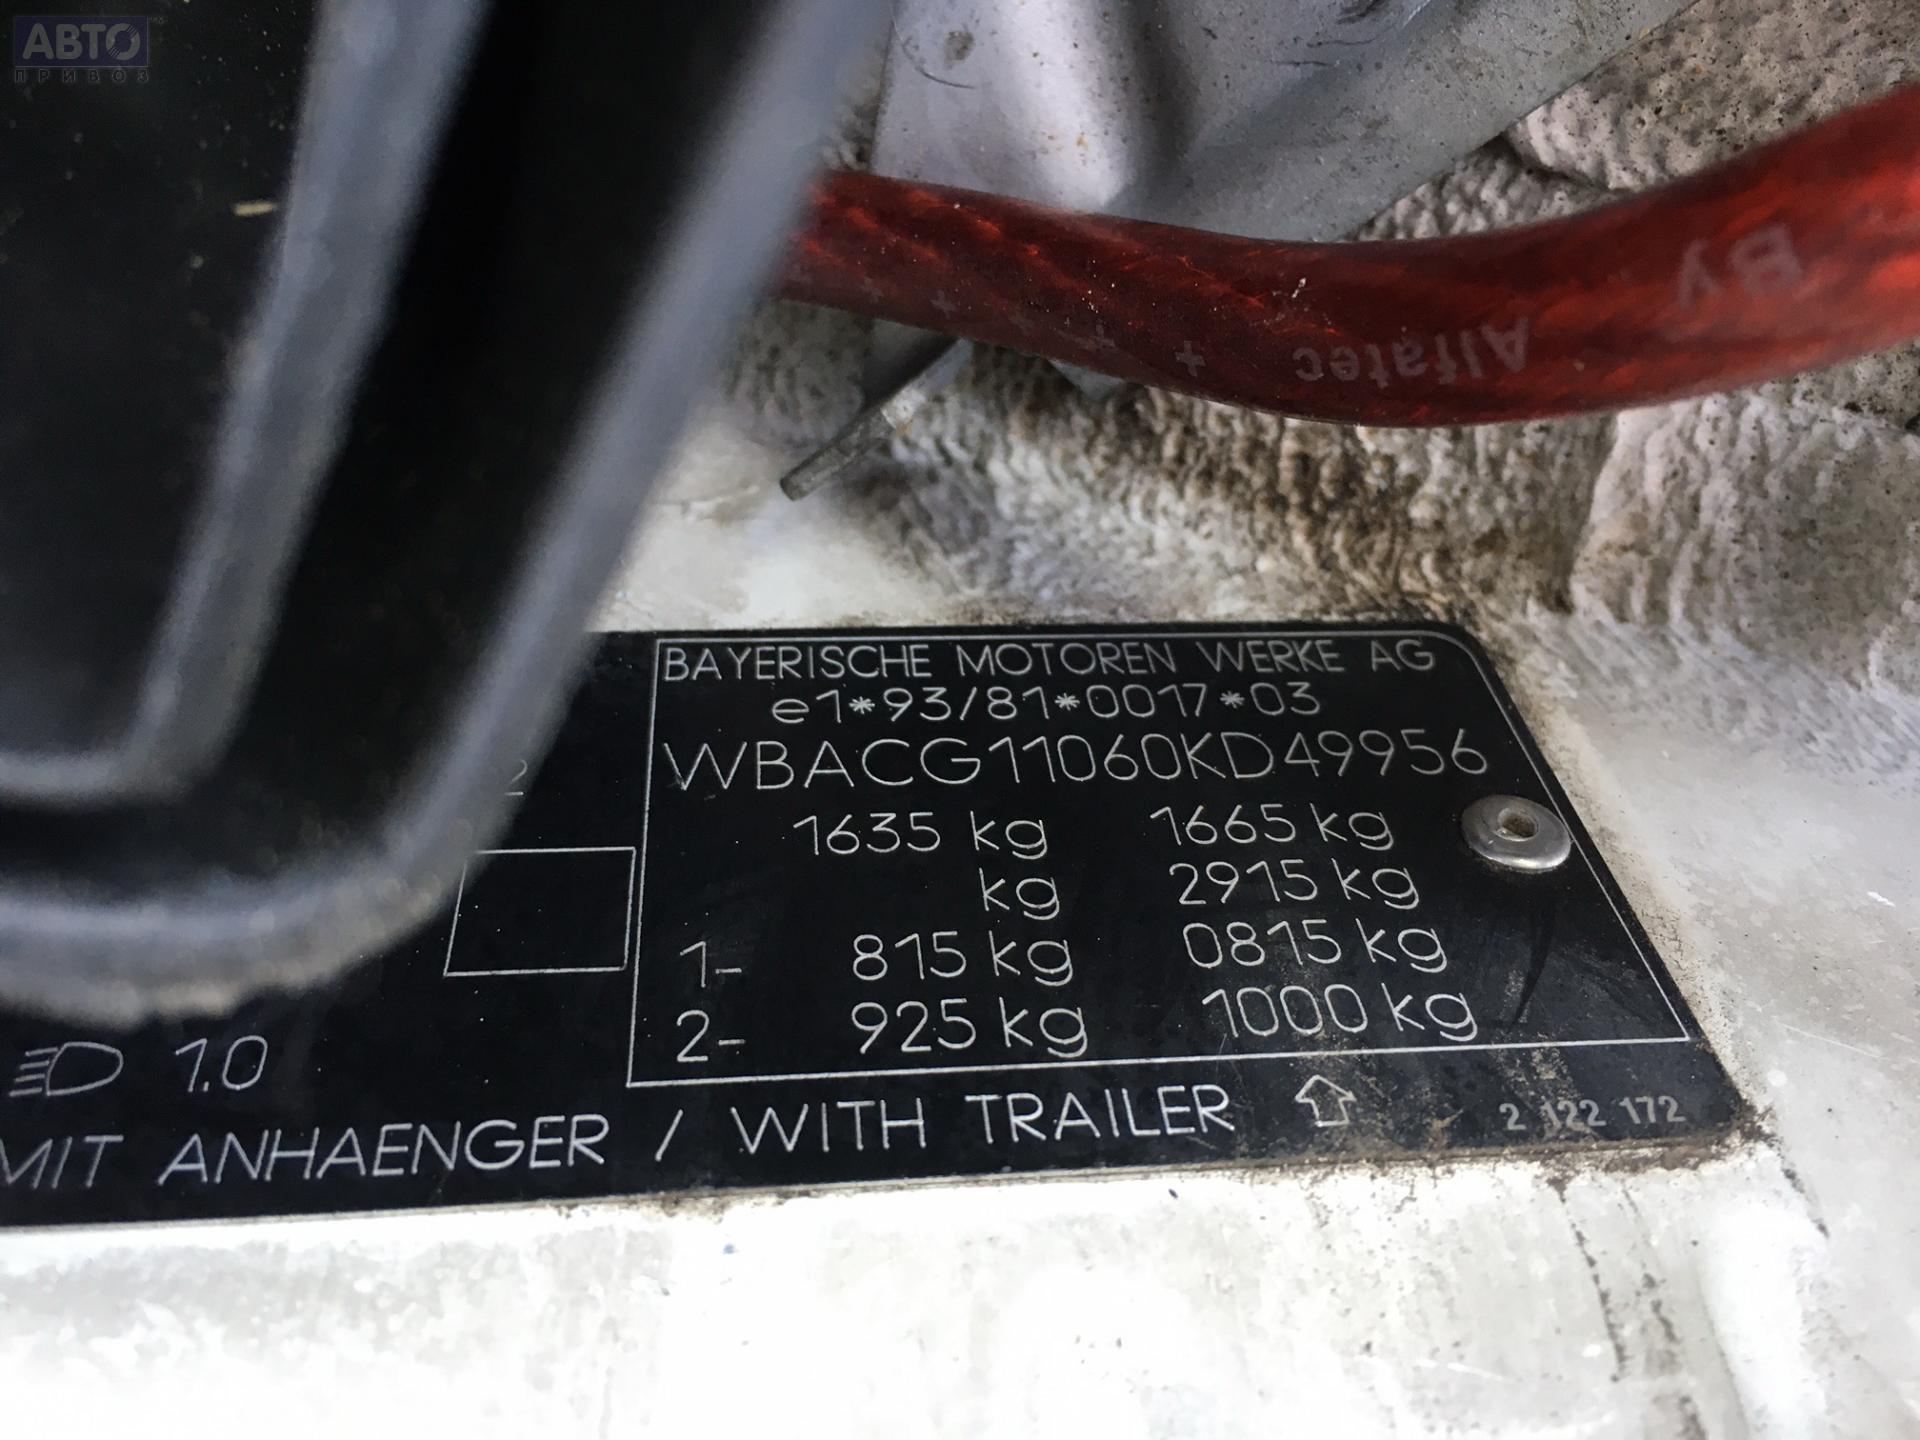 АВТО
ПРИВОЗ
By
Alfatec
BAYERISCHE MOTOREN WERKE AG
e1*93/81*0017*03
WBACG11060KD49956
2
1635 kg 1665 kg
kg 2915 kg
1- 815 kg 0815 kg
2- 925 kg 1000 kg
1.0
MIT ANHAENGER / WITH TRAILER
2 122 172